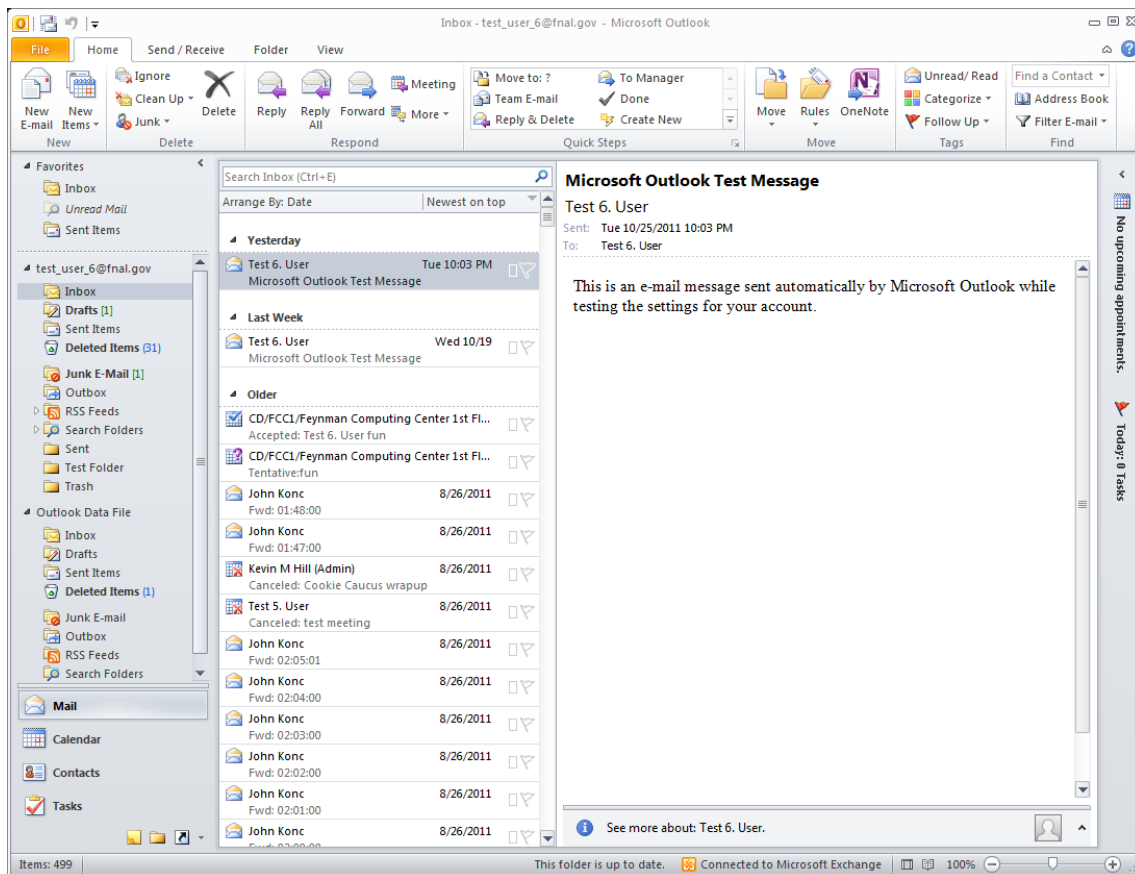 Inbox - test_user_6@fnal.gov - Microsoft Outlook
File Home Send / Receive Folder View
New E-mail
New Items
Ignore
Clean Up
Junk
Delete
Reply
Reply All
Forward
Meeting
More
Move to: ?
Team E-mail
Reply & Delete
To Manager
Done
Create New
Move
Rules
OneNote
Unread/ Read
Categorize
Follow Up
Find a Contact
Address Book
Filter E-mail
New Delete Respond Quick Steps Move Tags Find
Favorites
Inbox
Unread Mail
Sent Items
test_user_6@fnal.gov
Inbox
Drafts [1]
Sent Items
Deleted Items (31)
Junk E-Mail [1]
Outbox
RSS Feeds
Search Folders
Sent
Test Folder
Trash
Outlook Data File
Inbox
Drafts
Sent Items
Deleted Items (1)
Junk E-mail
Outbox
RSS Feeds
Search Folders
Mail
Calendar
Contacts
Tasks
Search Inbox (Ctrl+E)
Arrange By: Date Newest on top
Yesterday
Test 6. User Tue 10:03 PM
Microsoft Outlook Test Message
Last Week
Test 6. User Wed 10/19
Microsoft Outlook Test Message
Older
CD/FCC1/Feynman Computing Center 1st Fl...
Accepted: Test 6. User fun
CD/FCC1/Feynman Computing Center 1st Fl...
Tentative:fun
John Konc 8/26/2011
Fwd: 01:48:00
John Konc 8/26/2011
Fwd: 01:47:00
Kevin M Hill (Admin) 8/26/2011
Canceled: Cookie Caucus wrapup
Test 5. User 8/26/2011
Canceled: test meeting
John Konc 8/26/2011
Fwd: 02:05:01
John Konc 8/26/2011
Fwd: 02:04:00
John Konc 8/26/2011
Fwd: 02:03:00
John Konc 8/26/2011
Fwd: 02:02:00
John Konc 8/26/2011
Fwd: 02:01:00
John Konc 8/26/2011
Microsoft Outlook Test Message
Test 6. User
Sent: Tue 10/25/2011 10:03 PM
To: Test 6. User
This is an e-mail message sent automatically by Microsoft Outlook while
testing the settings for your account.
See more about: Test 6. User.
No upcoming appointments.
Today: 0 Tasks
Items: 499
This folder is up to date. Connected to Microsoft Exchange 100%